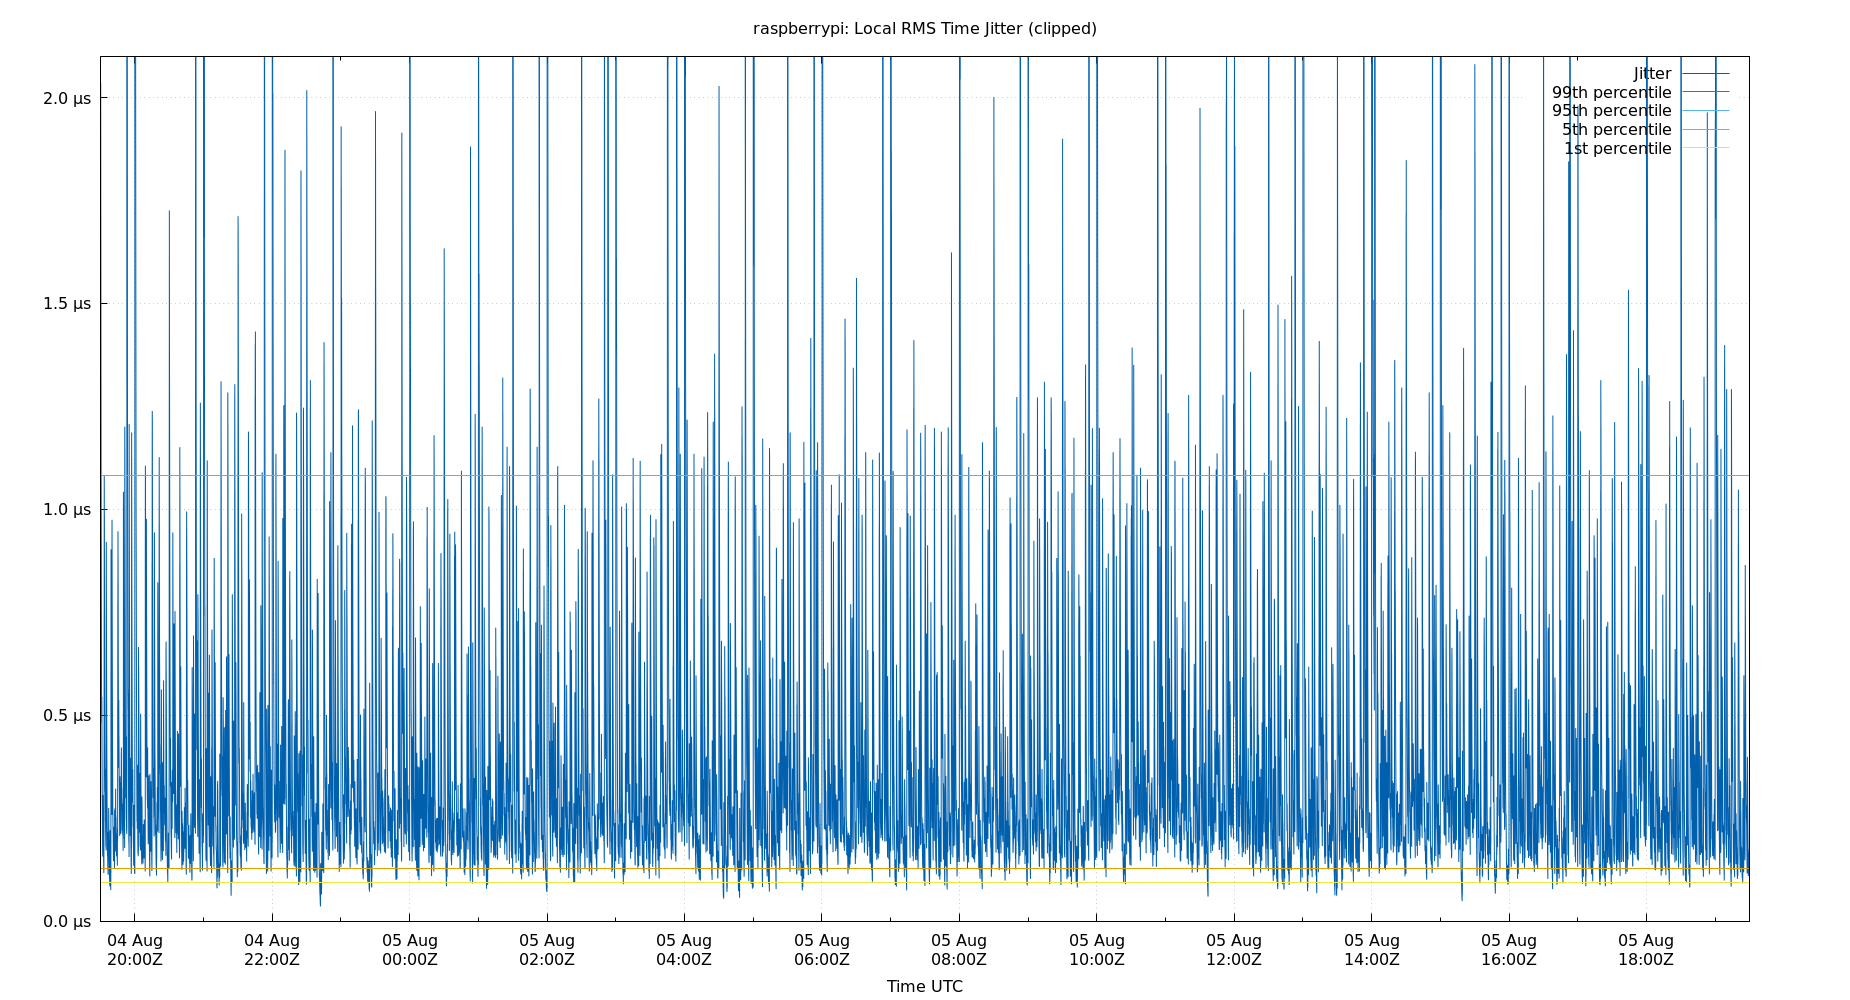 raspberrypi: Local RMS Time Jitter (clipped)
Jitter
99th percentile
95th percentile
5th percentile
1st percentile
2.0 µs
1.5 µs
1.0 µs
0.5 µs
0.0 µs
04 Aug 04 Aug 05 Aug 05 Aug 05 Aug 05 Aug 05 Aug 05 Aug 05 Aug 05 Aug 05 Aug 05 Aug
20:00Z 22:00Z 00:00Z 02:00Z 04:00Z 06:00Z 08:00Z 10:00Z 12:00Z 14:00Z 16:00Z 18:00Z
Time UTC